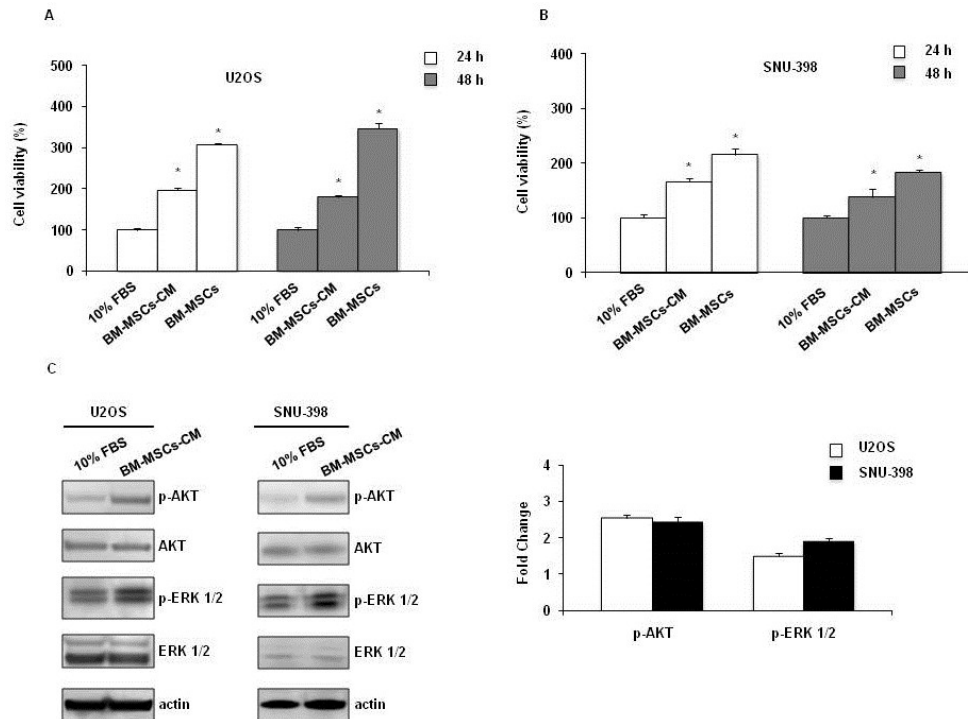 A
Cell viability (%)
500
400
300
200
100
0
U2OS
24 h
48 h
*
*
*
*
10% FBS
BM-MSCs-CM
BM-MSCs
10% FBS
BM-MSCs-CM
BM-MSCs
B
Cell viability (%)
400
300
200
100
0
SNU-398
24 h
48 h
*
*
*
*
10% FBS
BM-MSCs-CM
BM-MSCs
10% FBS
BM-MSCs-CM
BM-MSCs
C
U2OS
10% FBS
BM-MSCs-CM
p-AKT
AKT
p-ERK 1/2
ERK 1/2
actin
SNU-398
10% FBS
BM-MSCs-CM
p-AKT
AKT
p-ERK 1/2
ERK 1/2
actin
Fold Change
4
3
2
1
0
U2OS
SNU-398
p-AKT
p-ERK 1/2